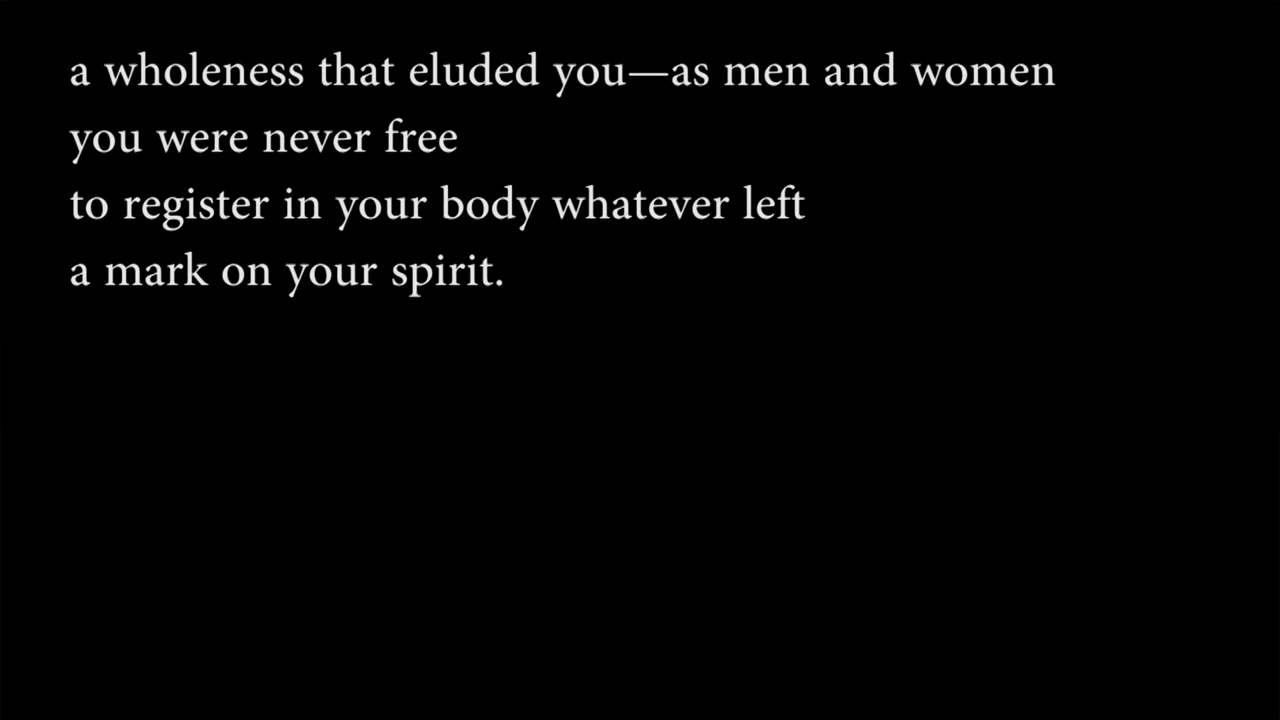 a wholeness that eluded you—as men and women
you were never free
to register in your body whatever left
a mark on your spirit.